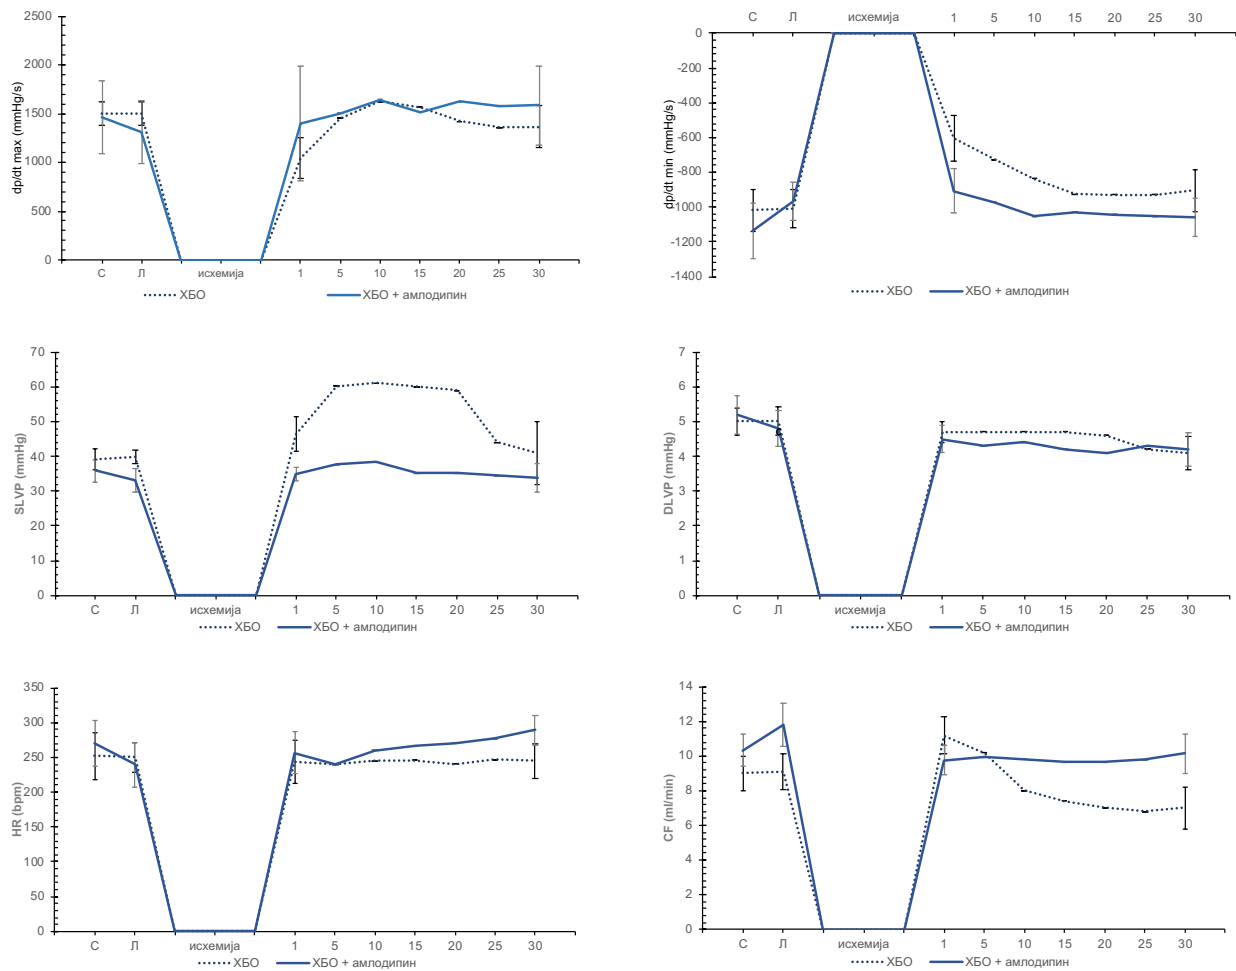 2500
2000
1500
1000
500
0
dp/dt max (mmHg/s)
С Л исхемија 1 5 10 15 20 25 30
ХБО ХБО + амлодипин
С Л исхемија 1 5 10 15 20 25 30
0
-200
-400
-600
-800
-1000
-1200
-1400
dp/dt min (mmHg/s)
ХБО ХБО + амлодипин
70
60
50
40
30
20
10
0
SLVP (mmHg)
С Л исхемија 1 5 10 15 20 25 30
ХБО ХБО + амлодипин
7
6
5
4
3
2
1
0
DLVP (mmHg)
С Л исхемија 1 5 10 15 20 25 30
ХБО ХБО + амлодипин
350
300
250
200
150
100
50
0
HR (bpm)
С Л исхемија 1 5 10 15 20 25 30
ХБО ХБО + амлодипин
14
12
10
8
6
4
2
0
CF (ml/min)
С Л исхемија 1 5 10 15 20 25 30
ХБО ХБО + амлодипин